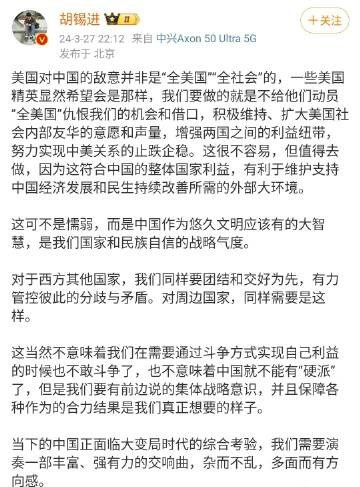 胡锡进
24-3-27 22:12 来自 中兴Axon 50 Ultra 5G
发布于 北京
+关注
美国对中国的敌意并非是“全美国”“全社会”的，一些美国
精英显然希望会是那样，我们要做的就是不给他们动员
“全美国”仇恨我们的机会和借口，积极维持、扩大美国社
会内部友华的意愿和声量，增强两国之间的利益纽带，
努力实现中美关系的止跌企稳。这很不容易，但值得去
做，因为这符合中国的整体国家利益，有利于维护支持
中国经济发展和民生持续改善所需的外部大环境。
这可不是懦弱，而是中国作为悠久文明应该有的大智
慧，是我们国家和民族自信的战略气度。
对于西方其他国家，我们同样要团结和交好为先，有力
管控彼此的分歧与矛盾。对周边国家，同样需要是这
样。
这当然不意味着我们在需要通过斗争方式实现自己利益
的时候也不敢斗争了，也不意味着中国就不能有“硬派”
了，但是我们要有前边说的集体战略意识，并且保障各
种作为的合力结果是我们真正想要的样子。
当下的中国正面临大变局时代的综合考验，我们需要演
奏一部丰富、强有力的交响曲，杂而不乱，多面而有方
向感。